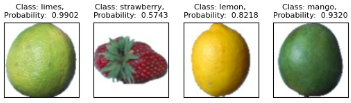 Class: limes,
Probability: 0.9902
Class: strawberry,
Probability: 0.5743
Class: lemon,
Probability: 0.8218
Class: mango,
Probability: 0.9320